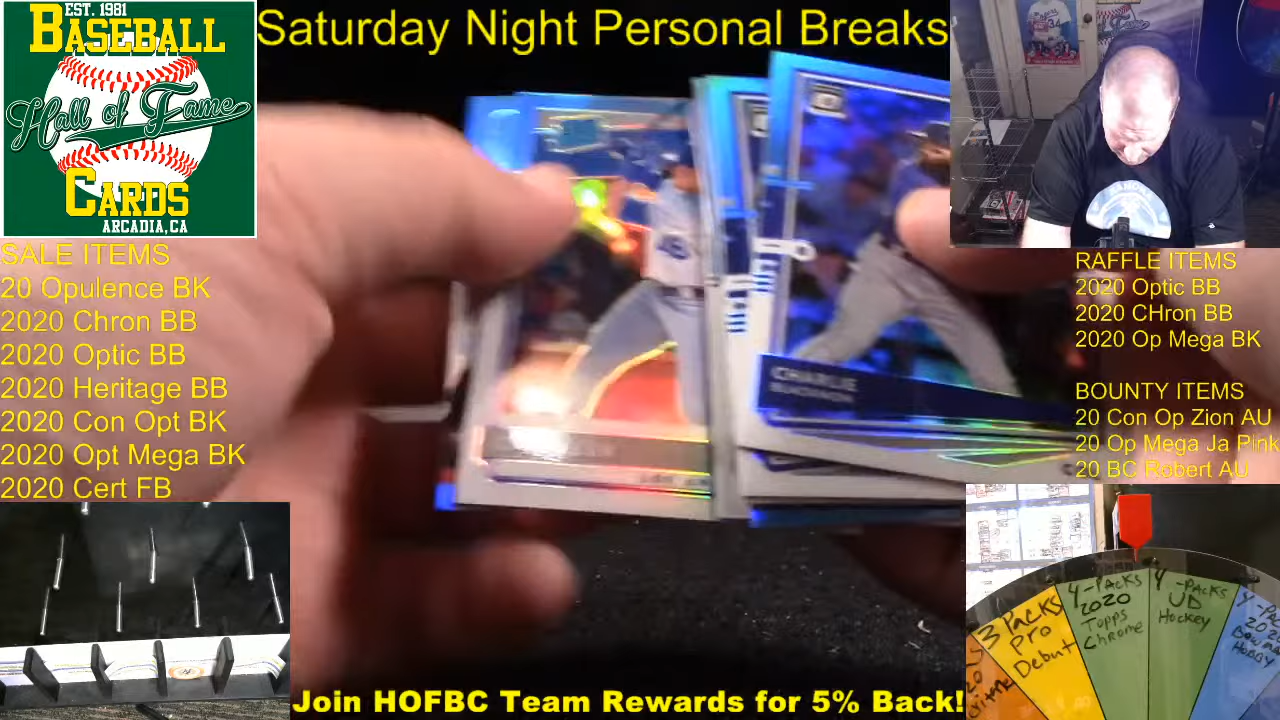 EST. 1981
BASEBALL
Hall of Fame
CARDS
ARCADIA, CA
Saturday Night Personal Breaks
SALE ITEMS
20 Opulence BK
2020 Chron BB
2020 Optic BB
2020 Heritage BB
2020 Con Opt BK
2020 Opt Mega BK
2020 Cert FB
CHARLIE
RAFFLE ITEMS
2020 Optic BB
2020 CHron BB
2020 Op Mega BK
BOUNTY ITEMS
20 Con Op Zion AU
20 Op Mega Ja Pink
20 BC Robert AU
3 PACKS
Pro
Debut
4-PACKS
2020
Topps
Chrome
4-PACKS
UD
Hockey
Join HOFBC Team Rewards for 5% Back!